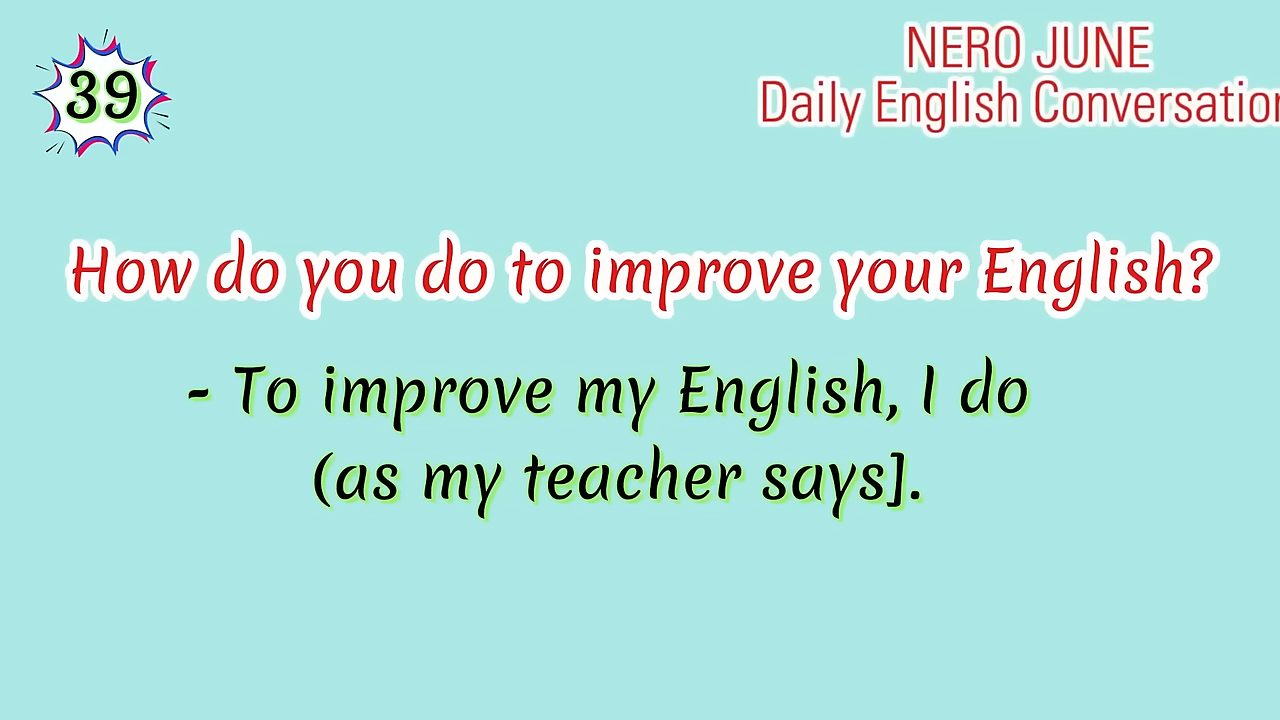 39
NERO JUNE
Daily English Conversation
How do you do to improve your English?
- To improve my English, I do
(as my teacher says].